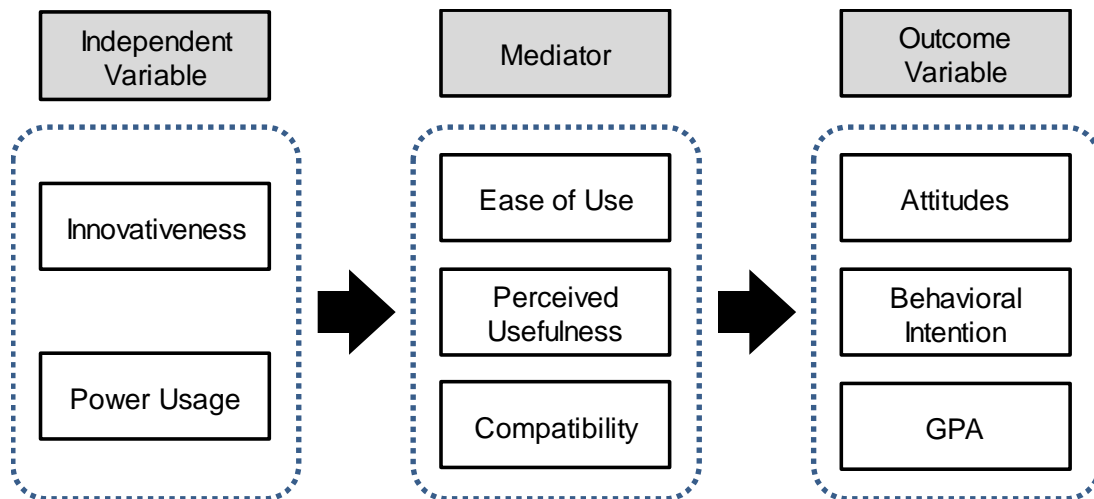 Independent
Variable
Mediator
Outcome
Variable
Innovativeness
Power Usage
Ease of Use
Perceived
Usefulness
Compatibility
Attitudes
Behavioral
Intention
GPA